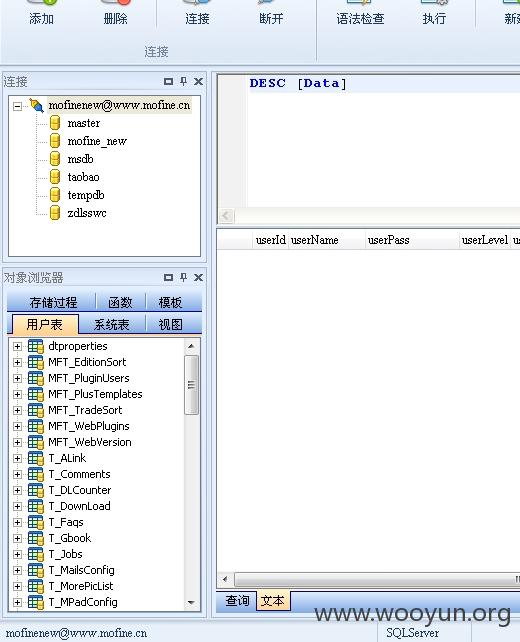 添加 删除 连接 断开 语法检查 执行
连接
连接
mofinenew@www.mofine.cn
master
mofine_new
msdb
taobao
tempdb
zdlsswc
DESC [Data]
userId userName userPass userLevel
对象浏览器
存储过程 函数 模板
用户表 系统表 视图
dtproperties
MFT_EditionSort
MFT_PluginUsers
MFT_PlusTemplates
MFT_TradeSort
MFT_WebPlugins
MFT_WebVersion
T_ALink
T_Comments
T_DLCounter
T_DownLoad
T_Faqs
T_Gbook
T_Jobs
T_MailsConfig
T_MorePicList
T_MPadConfig
查询 文本
www.wooyun.org
mofinenew@www.mofine.cn SQLServer